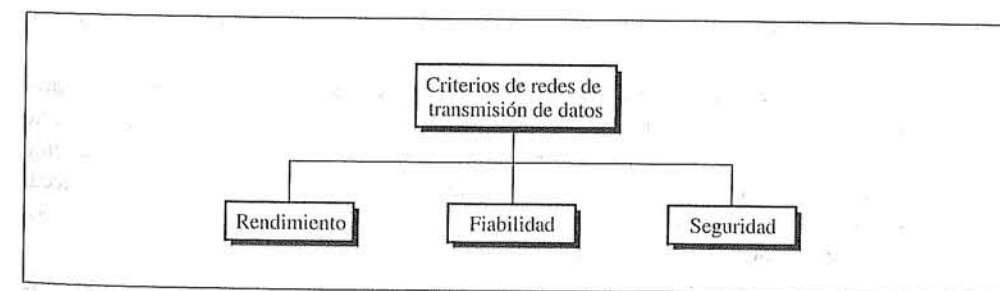 Criterios de redes de
transmisión de datos
Rendimiento
Fiabilidad
Seguridad